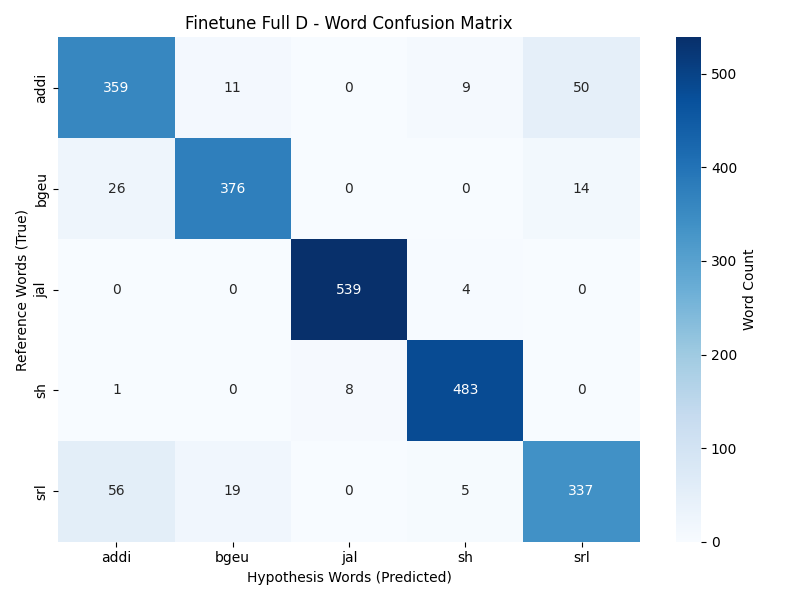 Finetune Full D - Word Confusion Matrix
Reference Words (True)
addi 359 11 0 9 50
bgeu 26 376 0 0 14
jal 0 0 539 4 0
sh 1 0 8 483 0
srl 56 19 0 5 337
addi bgeu jal sh srl
Hypothesis Words (Predicted)
500
400
300
200
100
0
Word Count